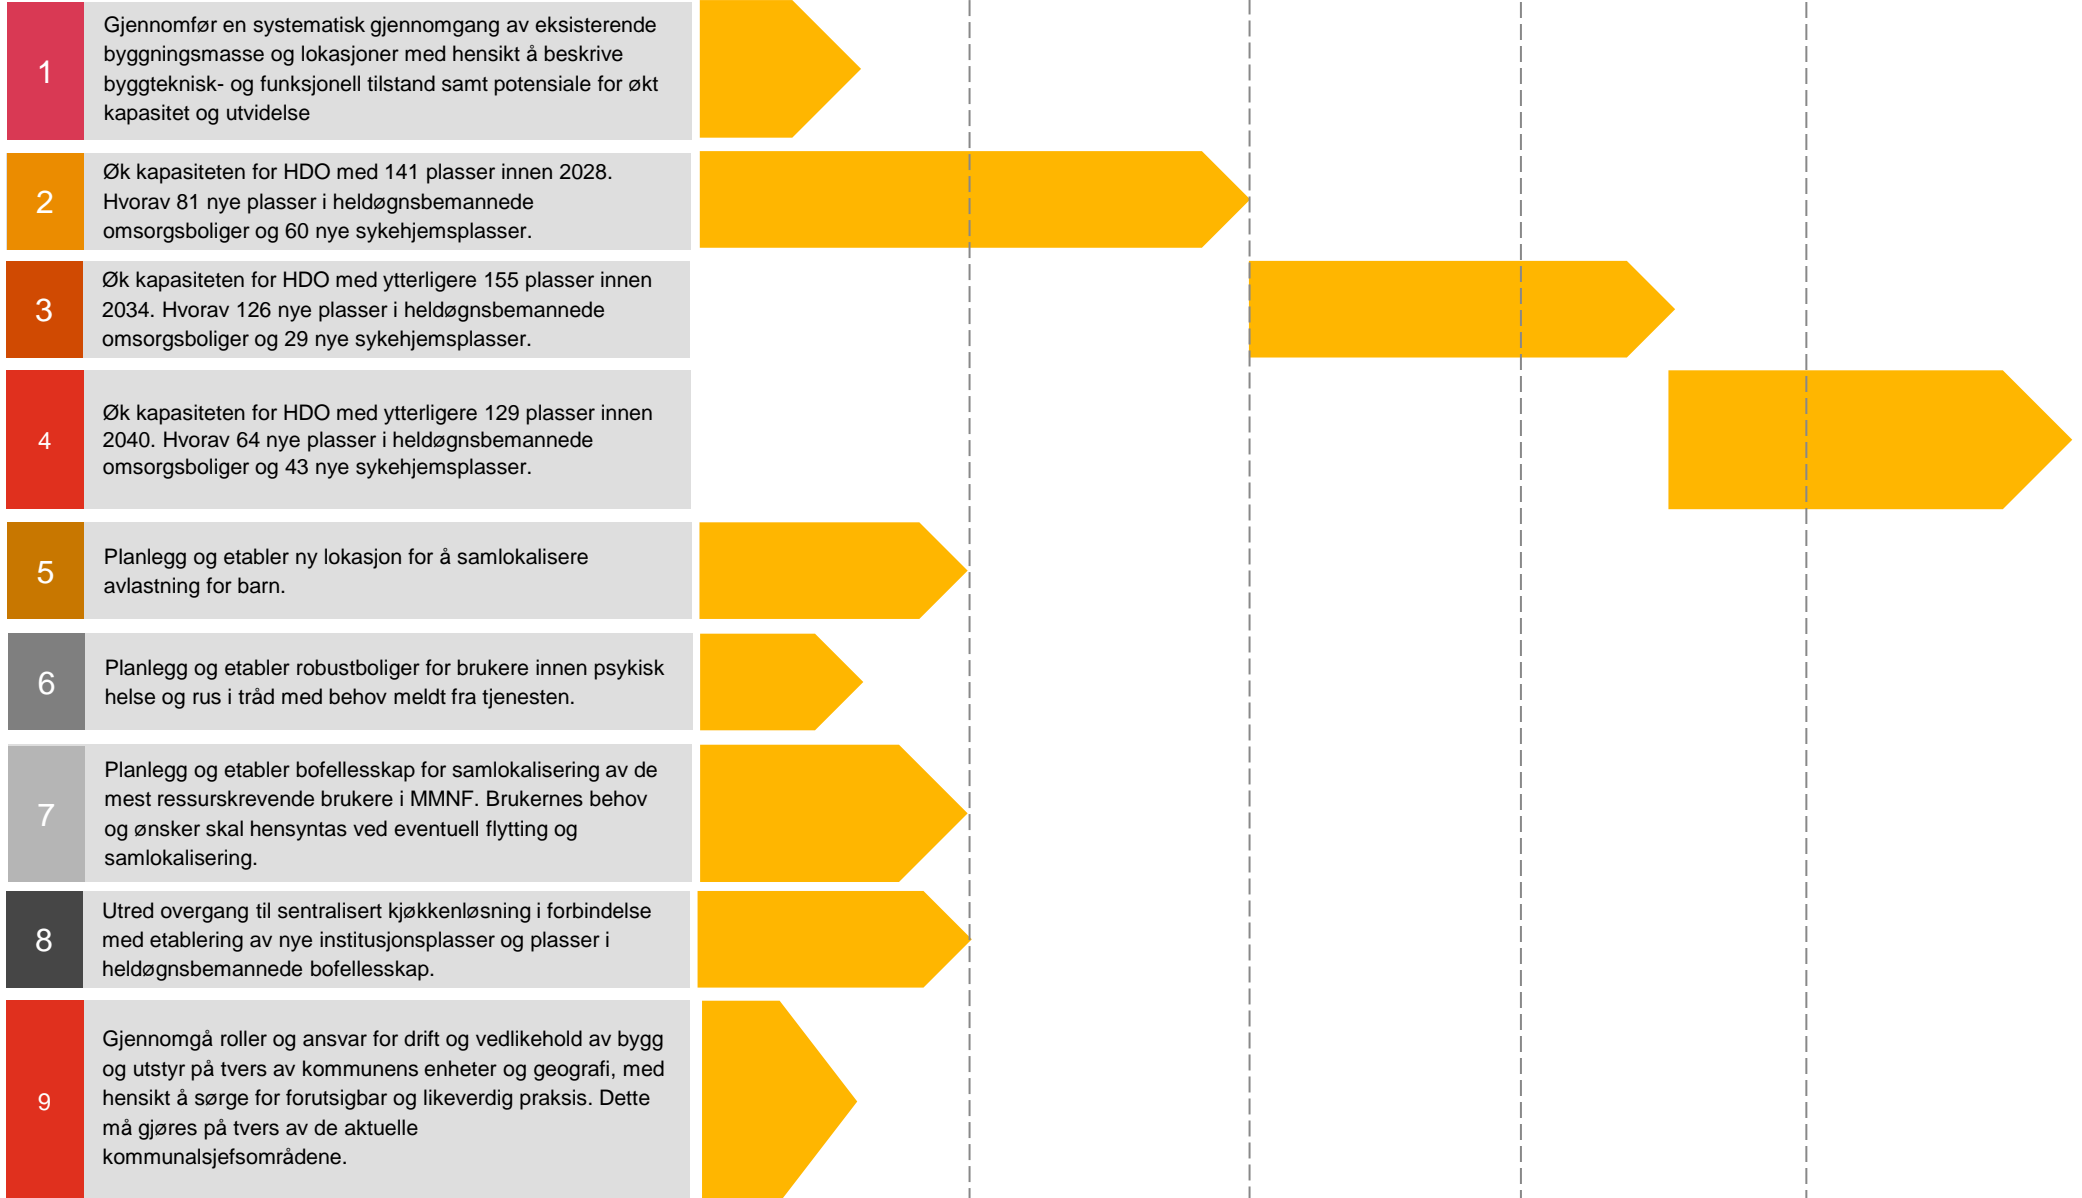 1
Gjennomfør en systematisk gjennomgang av eksisterende
byggningsmasse og lokasjoner med hensikt å beskrive
byggteknisk- og funksjonell tilstand samt potensiale for økt
kapasitet og utvidelse
2
Øk kapasiteten for HDO med 141 plasser innen 2028.
Hvorav 81 nye plasser i heldøgnsbemannede
omsorgsboliger og 60 nye sykehjemsplasser.
3
Øk kapasiteten for HDO med ytterligere 155 plasser innen
2034. Hvorav 126 nye plasser i heldøgnsbemannede
omsorgsboliger og 29 nye sykehjemsplasser.
4
Øk kapasiteten for HDO med ytterligere 129 plasser innen
2040. Hvorav 64 nye plasser i heldøgnsbemannede
omsorgsboliger og 43 nye sykehjemsplasser.
5
Planlegg og etabler ny lokasjon for å samlokalisere
avlastning for barn.
6
Planlegg og etabler robustboliger for brukere innen psykisk
helse og rus i tråd med behov meldt fra tjenesten.
7
Planlegg og etabler bofellesskap for samlokalisering av de
mest ressurskrevende brukere i MMNF. Brukernes behov
og ønsker skal hensyntas ved eventuell flytting og
samlokalisering.
8
Utred overgang til sentralisert kjøkkenløsning i forbindelse
med etablering av nye institusjonsplasser og plasser i
heldøgnsbemannede bofellesskap.
9
Gjennomgå roller og ansvar for drift og vedlikehold av bygg
og utstyr på tvers av kommunens enheter og geografi, med
hensikt å sørge for forutsigbar og likeverdig praksis. Dette
må gjøres på tvers av de aktuelle
kommunalsjefsområdene.